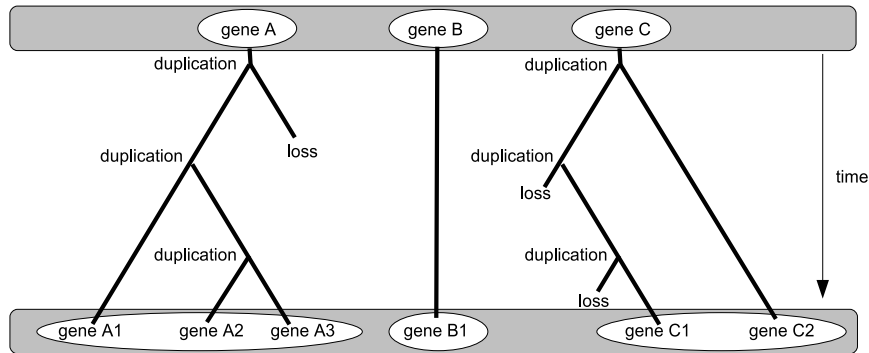 gene A
gene B
gene C
duplication
duplication
loss
duplication
duplication
time
loss
duplication
duplication
loss
gene A1
gene A2
gene A3
gene B1
gene C1
gene C2